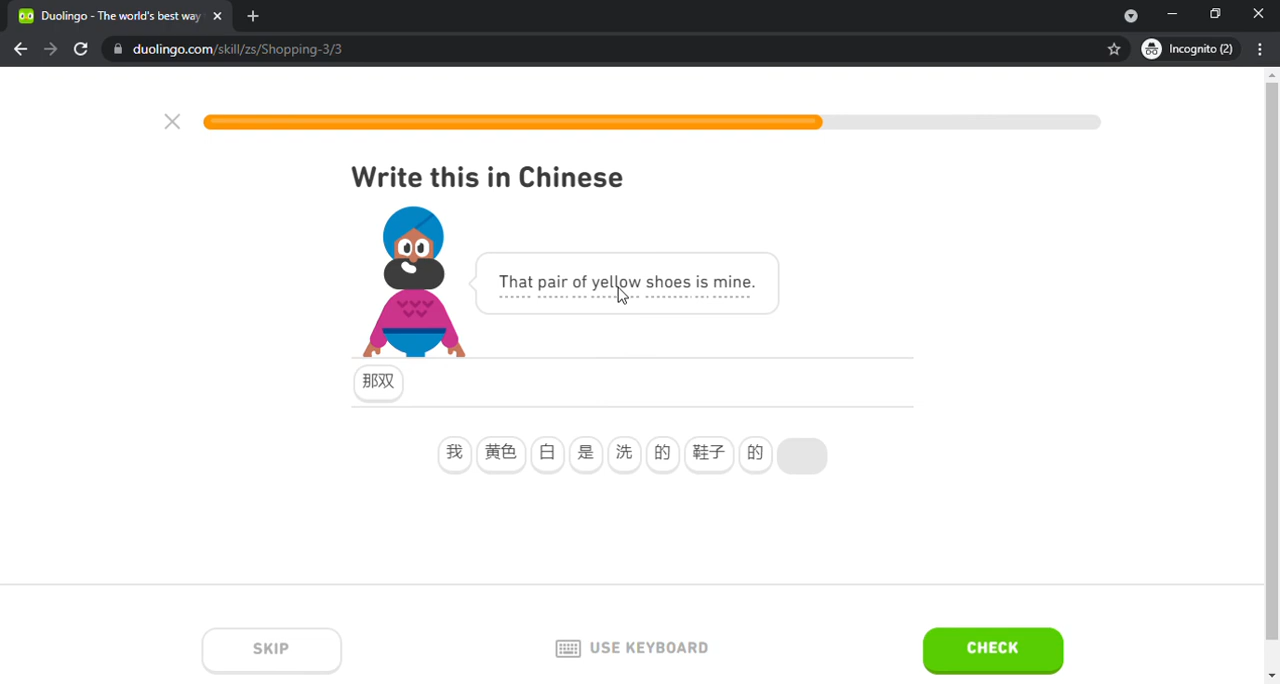 Duolingo - The world's best way
Incognito (2)
duolingo.com/skill/zs/Shopping-3/3
Write this in Chinese
That pair of yellow shoes is mine.
那双
我 黄色 白 是 洗 的 鞋子 的
SKIP
USE KEYBOARD
CHECK